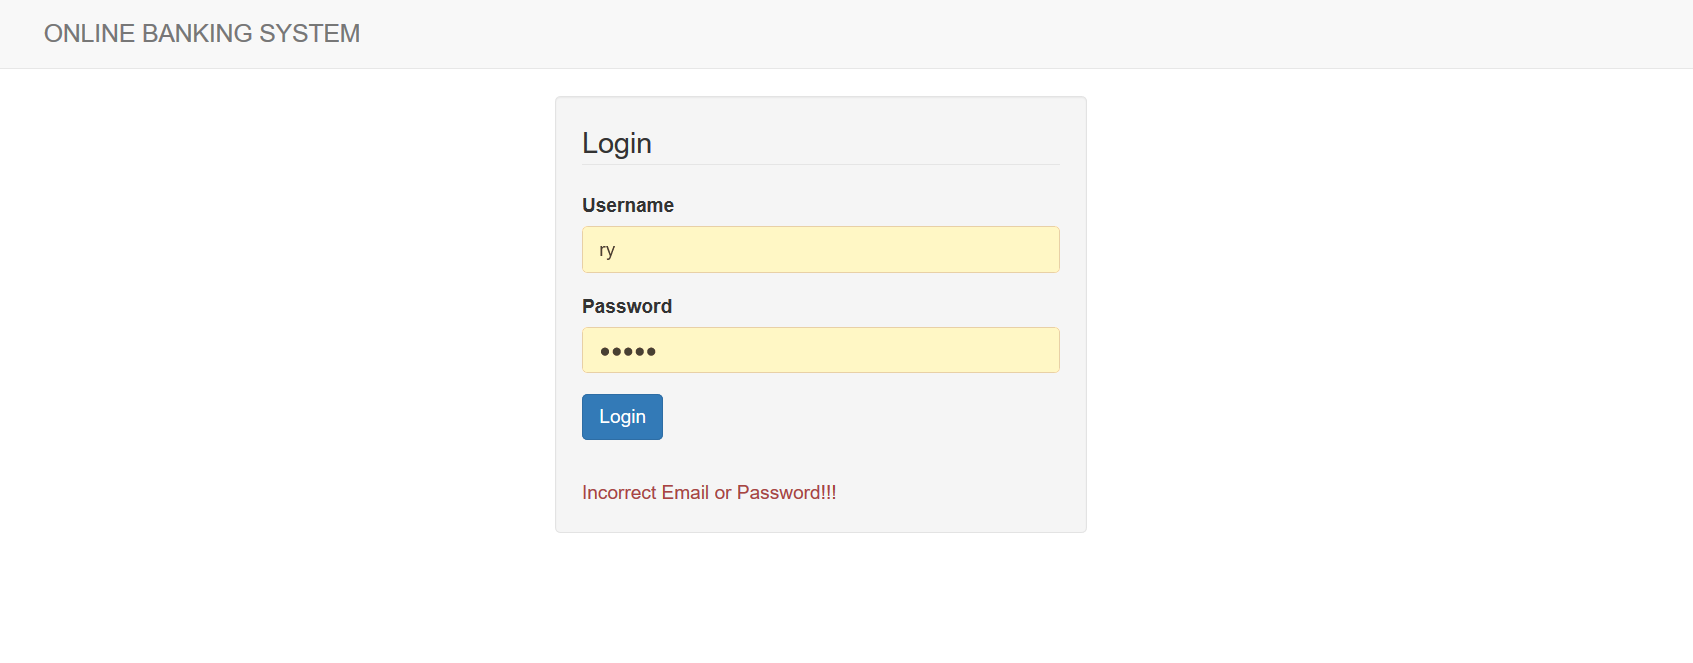 ONLINE BANKING SYSTEM
Login
Username
ry
Password
•••••
Login
Incorrect Email or Password!!!